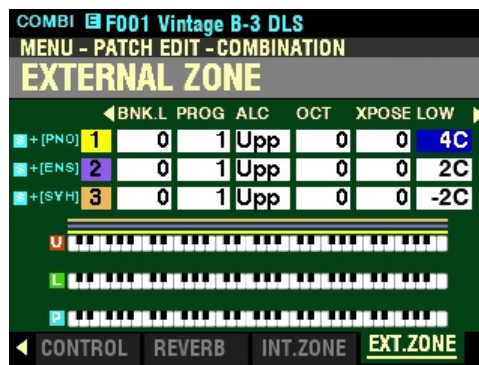 COMBI E F001 Vintage B-3 DLS
MENU - PATCH EDIT - COMBINATION
EXTERNAL ZONE
BNK.L PROG ALC OCT XPOSE LOW
S+[PNO] 1 0 1 Upp 0 0 4C
S+[ENS] 2 0 1 Upp 0 0 2C
S+[SYH] 3 0 1 Upp 0 0 -2C
U
L
P
CONTROL REVERB INT.ZONE EXT.ZONE